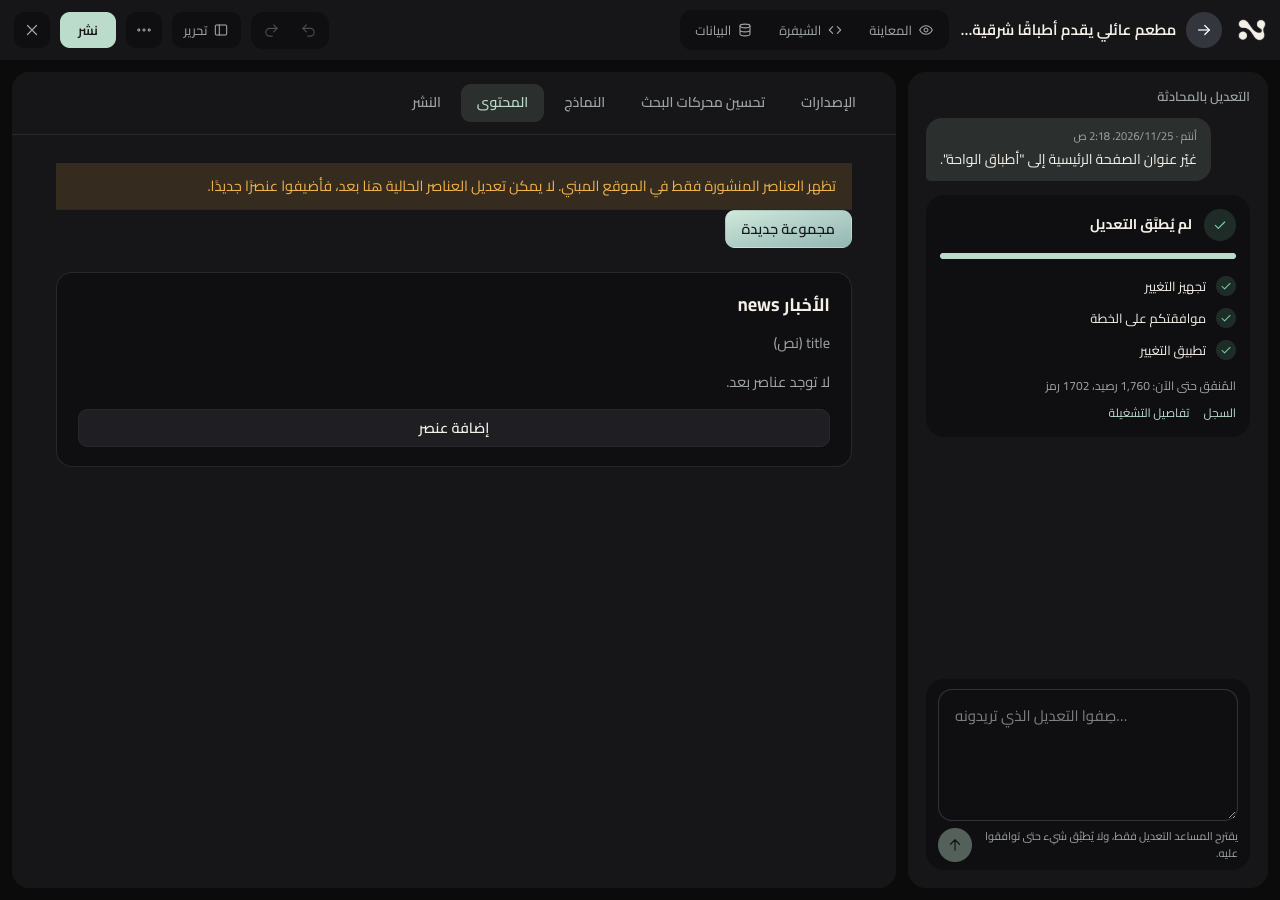 مطعم عائلي يقدم أطباقًا شرقية...
المعاينة
الشيفرة
البيانات
تحرير
نشر
التعديل بالمحادثة
أنتم · 2026/11/25، 2:18 ص
غيّر عنوان الصفحة الرئيسية إلى "أطباق الواحة".
لم يُطبَّق التعديل
تجهيز التغيير
موافقتكم على الخطة
تطبيق التغيير
المُنفَق حتى الآن: 1,760 رصيد، 1702 رمز
السجل تفاصيل التشغيلة
صِفوا التعديل الذي تريدونه...
يقترح المساعد التعديل فقط، ولا يُطبَّق شيء حتى توافقوا
عليه.
الإصدارات
تحسين محركات البحث
النماذج
المحتوى
النشر
تظهر العناصر المنشورة فقط في الموقع المبني. لا يمكن تعديل العناصر الحالية هنا بعد، فأضيفوا عنصرًا جديدًا.
مجموعة جديدة
الأخبار news
title (نص)
لا توجد عناصر بعد.
إضافة عنصر